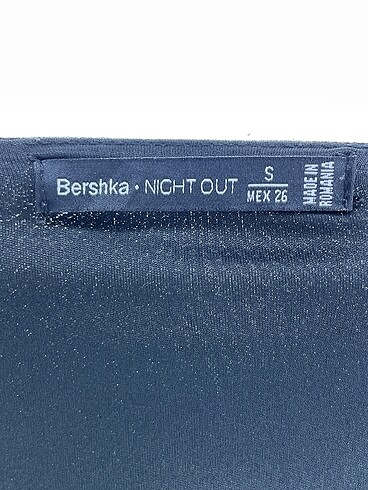 Bershka • NIGHT OUT
S
MEX 26
MADE IN
ROMANIA